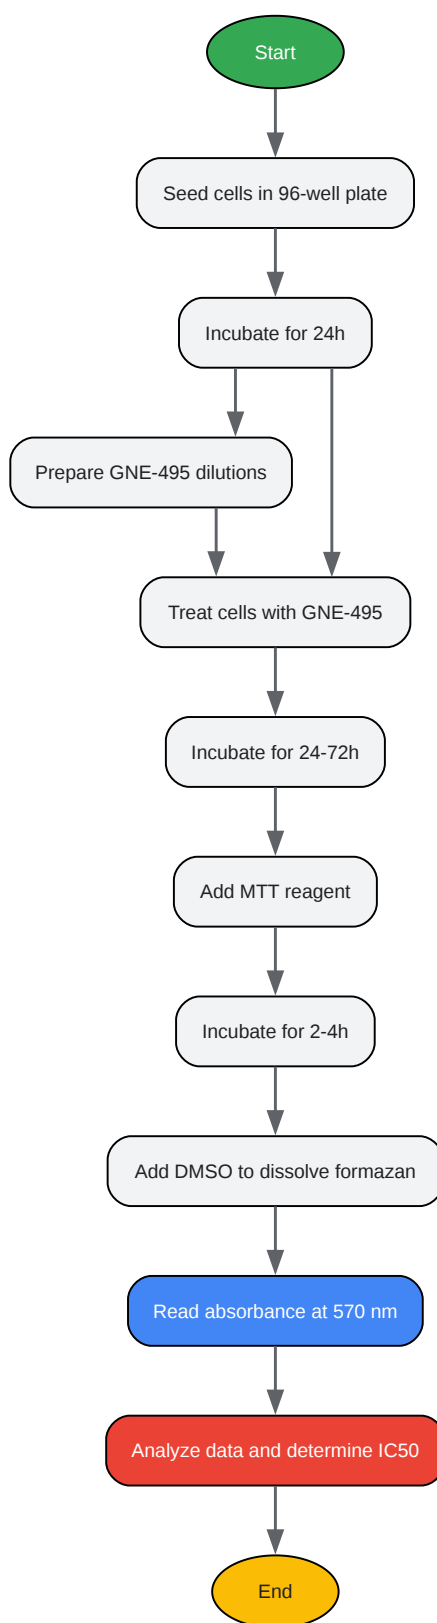 Start
Seed cells in 96-well plate
Incubate for 24h
Prepare GNE-495 dilutions
Treat cells with GNE-495
Incubate for 24-72h
Add MTT reagent
Incubate for 2-4h
Add DMSO to dissolve formazan
Read absorbance at 570 nm
Analyze data and determine IC50
End